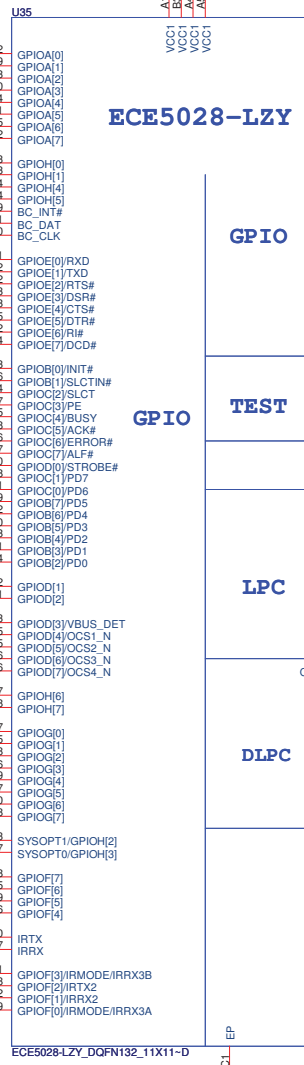 U35
VCC1
VCC1
VCC1
VCC1
ECE5028-LZY
GPIOA[0]
GPIOA[1]
GPIOA[2]
GPIOA[3]
GPIOA[4]
GPIOA[5]
GPIOA[6]
GPIOA[7]
GPIOH[0]
GPIOH[1]
GPIOH[4]
GPIOH[5]
BC_INT#
BC_DAT
BC_CLK
GPIOE[0]/RXD
GPIOE[1]/TXD
GPIOE[2]/RTS#
GPIOE[3]/DSR#
GPIOE[4]/CTS#
GPIOE[5]/DTR#
GPIOE[6]/RI#
GPIOE[7]/DCD#
GPIOB[0]/INIT#
GPIOB[1]/SLCTIN#
GPIOC[2]/SLCT
GPIOC[3]/PE
GPIOC[4]/BUSY
GPIOC[5]/ACK#
GPIOC[6]/ERROR#
GPIOC[7]/ALF#
GPIOD[0]/STROBE#
GPIOC[1]/PD7
GPIOC[0]/PD6
GPIOB[7]/PD5
GPIOB[6]/PD4
GPIOB[5]/PD3
GPIOB[4]/PD2
GPIOB[3]/PD1
GPIOB[2]/PD0
GPIOD[1]
GPIOD[2]
GPIOD[3]/VBUS_DET
GPIOD[4]/OCS1_N
GPIOD[5]/OCS2_N
GPIOD[6]/OCS3_N
GPIOD[7]/OCS4_N
GPIOH[6]
GPIOH[7]
GPIOG[0]
GPIOG[1]
GPIOG[2]
GPIOG[3]
GPIOG[4]
GPIOG[5]
GPIOG[6]
GPIOG[7]
SYSOPT1/GPIOH[2]
SYSOPT0/GPIOH[3]
GPIOF[7]
GPIOF[6]
GPIOF[5]
GPIOF[4]
IRTX
IRRX
GPIOF[3]/IRMODE/IRRX3B
GPIOF[2]/IRTX2
GPIOF[1]/IRRX2
GPIOF[0]/IRMODE/IRRX3A
GPIO
GPIO
TEST
LPC
DLPC
EP
ECE5028-LZY_DQFN132_11X11~D
C1